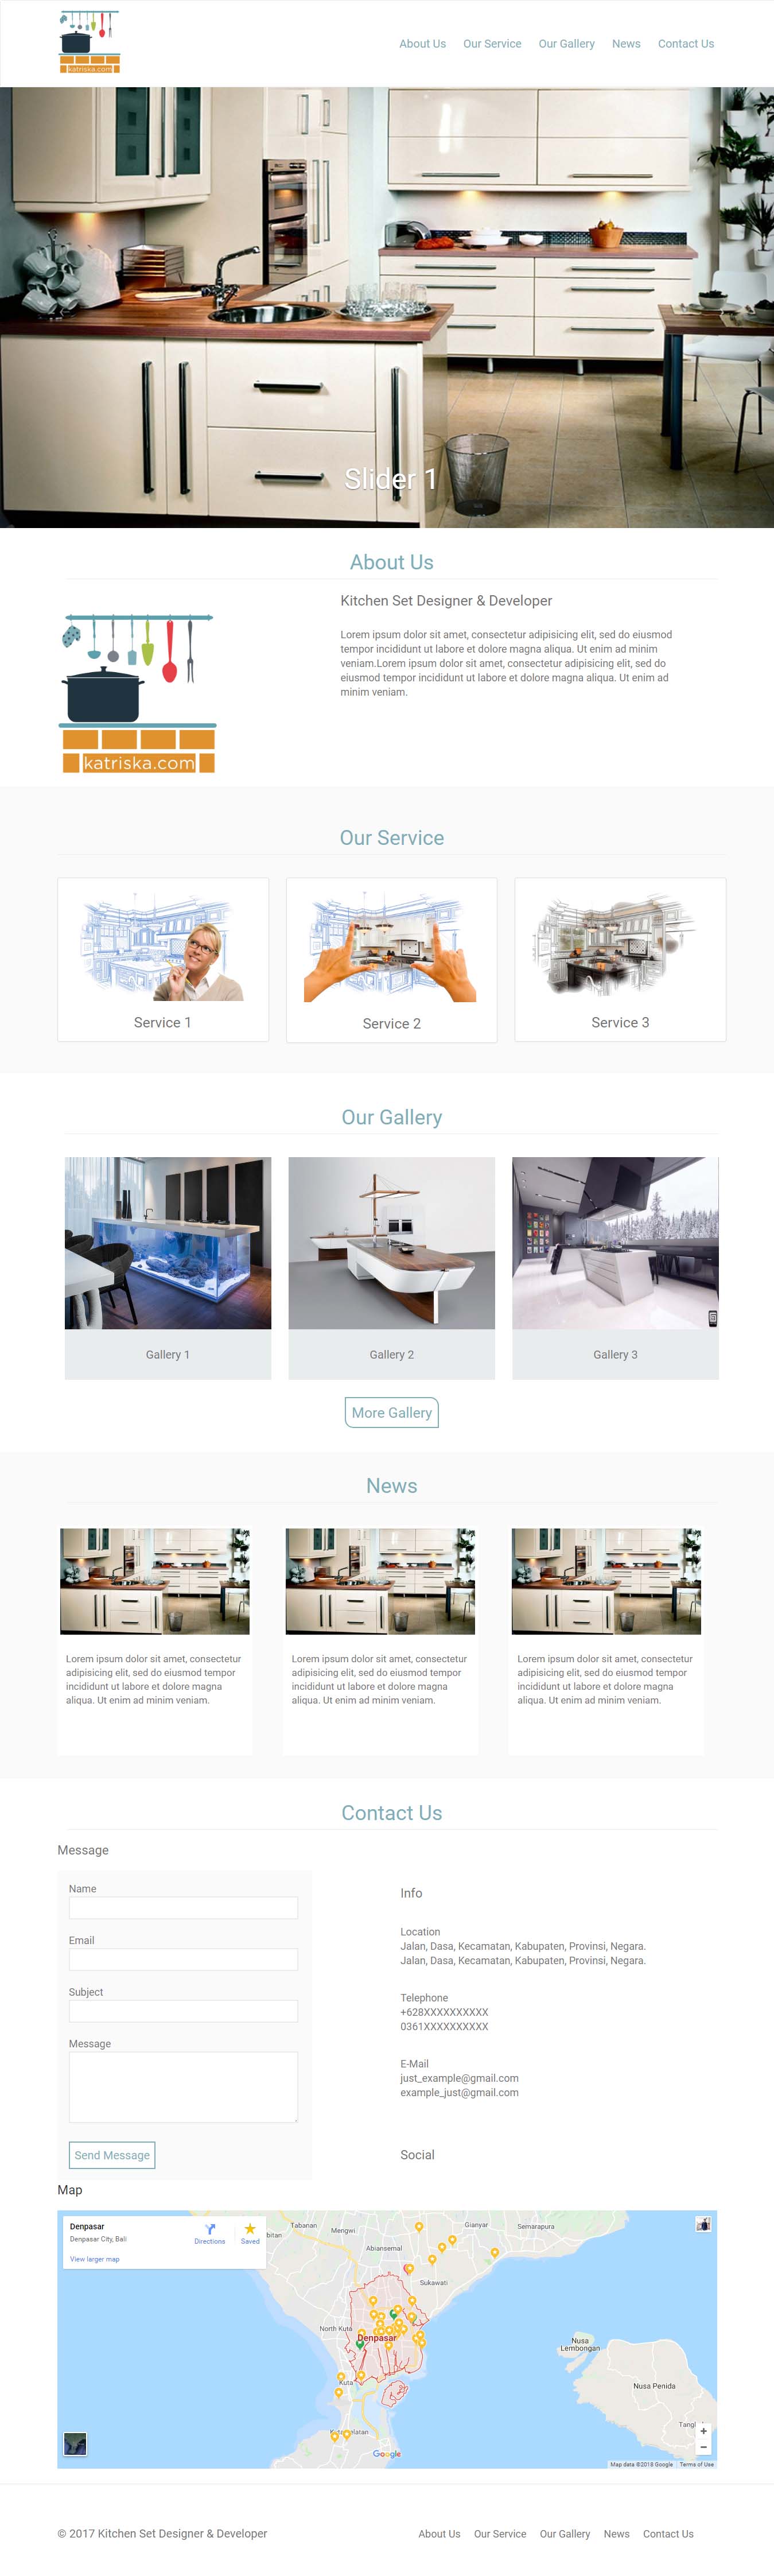 katriska.com
About Us Our Service Our Gallery News Contact Us
Slider 1
About Us
Kitchen Set Designer & Developer
Lorem ipsum dolor sit amet, consectetur adipisicing elit, sed do eiusmod
tempor incididunt ut labore et dolore magna aliqua. Ut enim ad minim
veniam.Lorem ipsum dolor sit amet, consectetur adipisicing elit, sed do
eiusmod tempor incididunt ut labore et dolore magna aliqua. Ut enim ad
minim veniam.
katriska.com
Our Service
Service 1
Service 2
Service 3
Our Gallery
Gallery 1
Gallery 2
Gallery 3
More Gallery
News
Lorem ipsum dolor sit amet, consectetur
adipisicing elit, sed do eiusmod tempor
incididunt ut labore et dolore magna
aliqua. Ut enim ad minim veniam.
Lorem ipsum dolor sit amet, consectetur
adipisicing elit, sed do eiusmod tempor
incididunt ut labore et dolore magna
aliqua. Ut enim ad minim veniam.
Lorem ipsum dolor sit amet, consectetur
adipisicing elit, sed do eiusmod tempor
incididunt ut labore et dolore magna
aliqua. Ut enim ad minim veniam.
Contact Us
Message
Name
Email
Subject
Message
Send Message
Info
Location
Jalan, Dasa, Kecamatan, Kabupaten, Provinsi, Negara.
Jalan, Dasa, Kecamatan, Kabupaten, Provinsi, Negara.
Telephone
+628XXXXXXXXXX
0361XXXXXXXXXX
E-Mail
just_example@gmail.com
example_just@gmail.com
Social
Map
Denpasar
Denpasar City, Bali
Directions
Saved
View larger map
bitan
Tabanan
Mengwi
Abiansemal
Gianyar
Semarapura
Sukawati
North Kuta
Denpasar
Kuta
Nusa
Lembongan
Nusa Penida
Google
Map data ©2018 Google Terms of Use
© 2017 Kitchen Set Designer & Developer
About Us Our Service Our Gallery News Contact Us